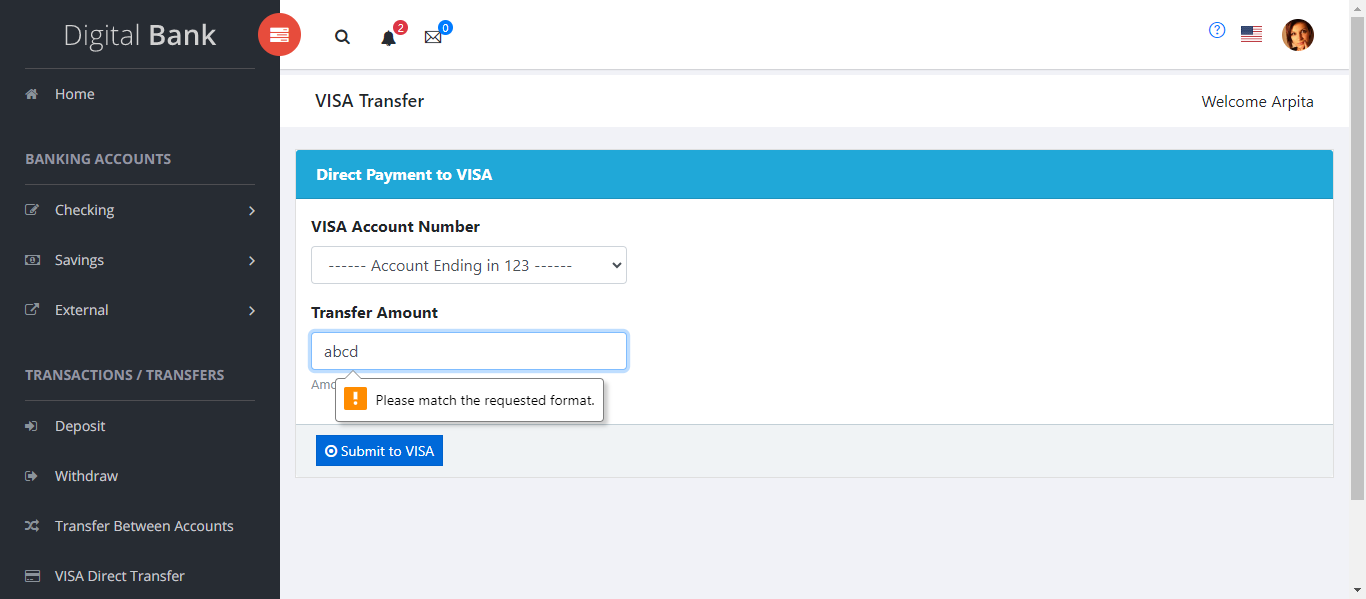 Digital Bank
2
0
Home
VISA Transfer
Welcome Arpita
BANKING ACCOUNTS
Checking
Savings
External
TRANSACTIONS / TRANSFERS
Deposit
Withdraw
Transfer Between Accounts
VISA Direct Transfer
Direct Payment to VISA
VISA Account Number
------ Account Ending in 123 ------
Transfer Amount
abcd
Please match the requested format.
Submit to VISA